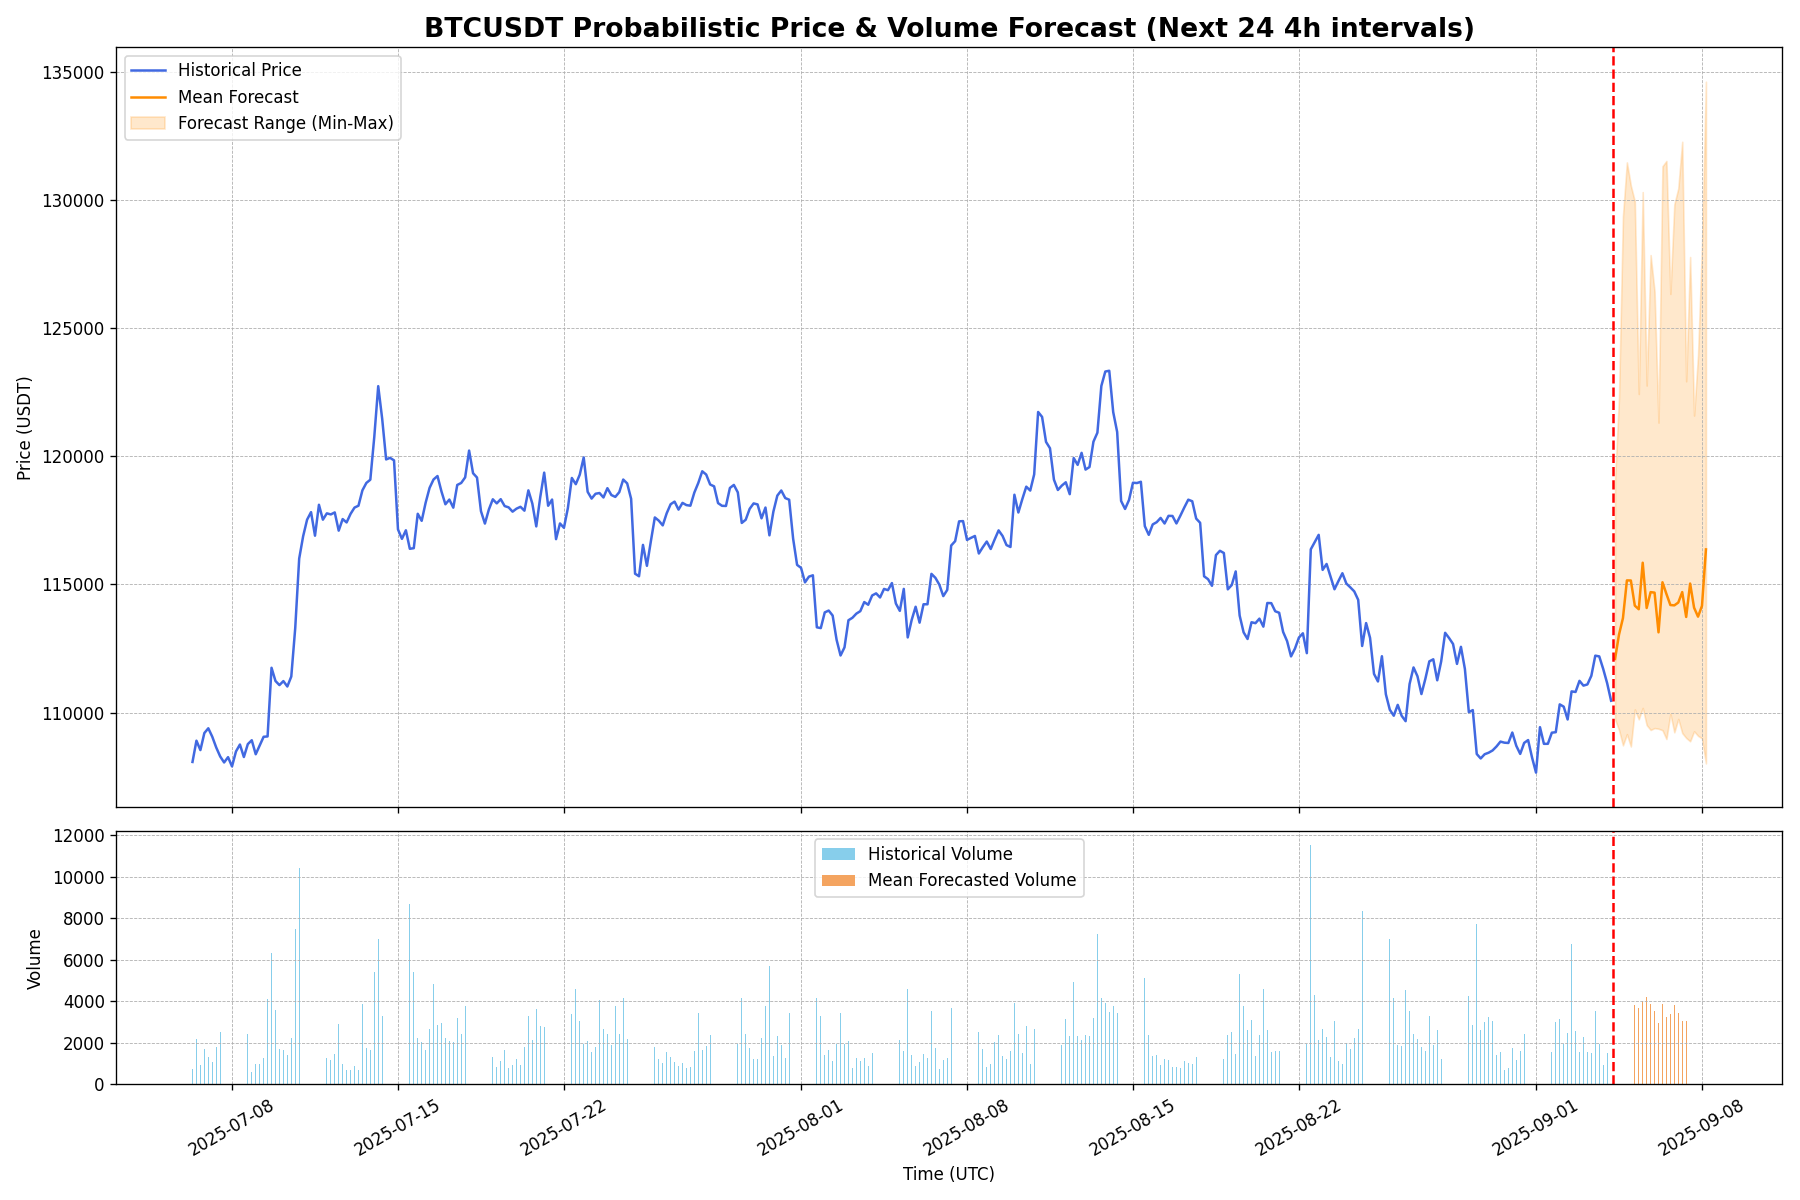 BTCUSDT Probabilistic Price & Volume Forecast (Next 24 4h intervals)
Historical Price
Mean Forecast
Forecast Range (Min-Max)
135000
130000
125000
120000
115000
110000
Price (USDT)
Historical Volume
Mean Forecasted Volume
12000
10000
8000
6000
4000
2000
0
Volume
2025-07-08
2025-07-15
2025-07-22
2025-08-01
2025-08-08
2025-08-15
2025-08-22
2025-09-01
2025-09-08
Time (UTC)